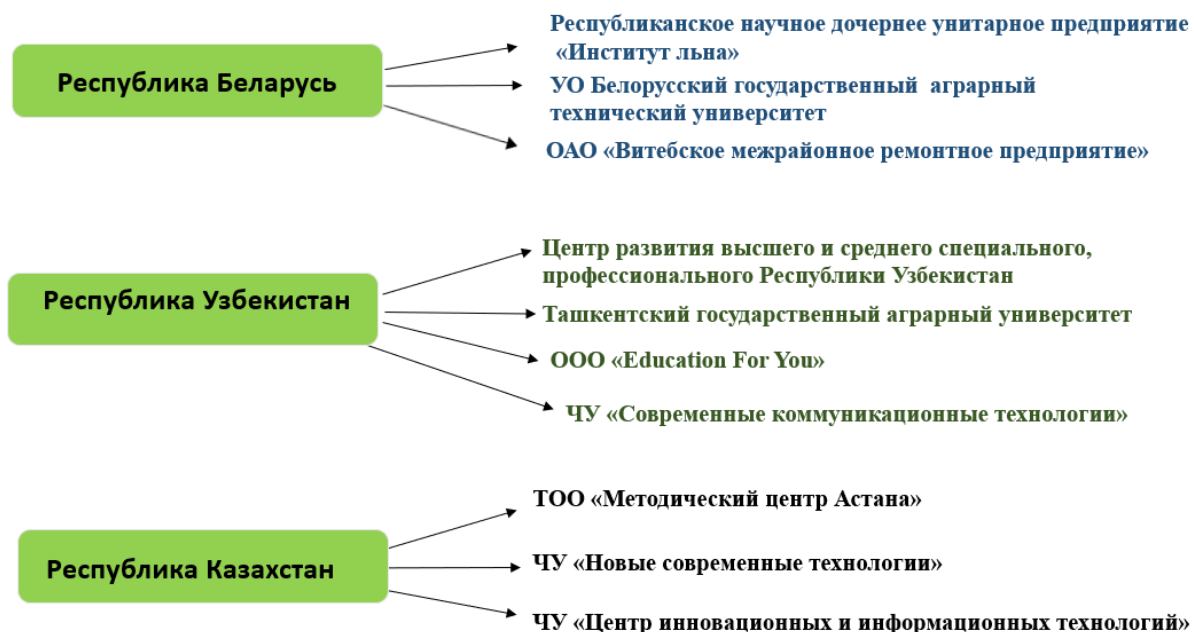 Республика Беларусь
Республиканское научное дочернее унитарное предприятие
«Институт льна»
УО Белорусский государственный аграрный
технический университет
ОАО «Витебское межрайонное ремонтное предприятие»
Республика Узбекистан
Центр развития высшего и среднего специального,
профессионального Республики Узбекистан
Ташкентский государственный аграрный университет
ООО «Education For You»
ЧУ «Современные коммуникационные технологии»
Республика Казахстан
ТОО «Методический центр Астана»
ЧУ «Новые современные технологии»
ЧУ «Центр инновационных и информационных технологий»